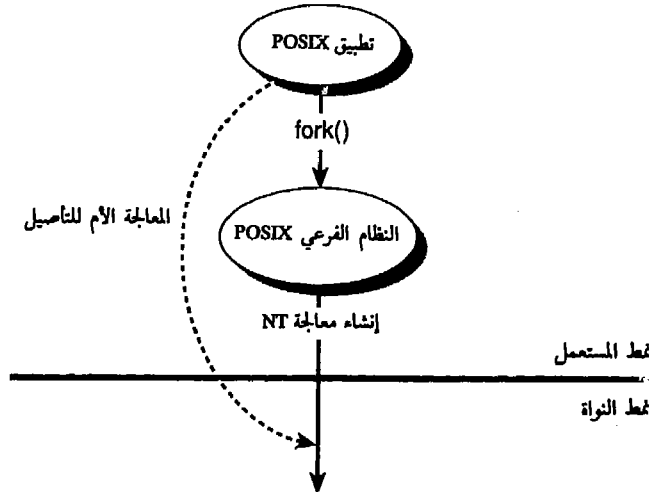 تطبيق POSIX
fork()
المعالجة الأم للتأصيل
النظام الفرعي POSIX
إنشاء معالجة NT
نمط المستعمل
نمط النواة